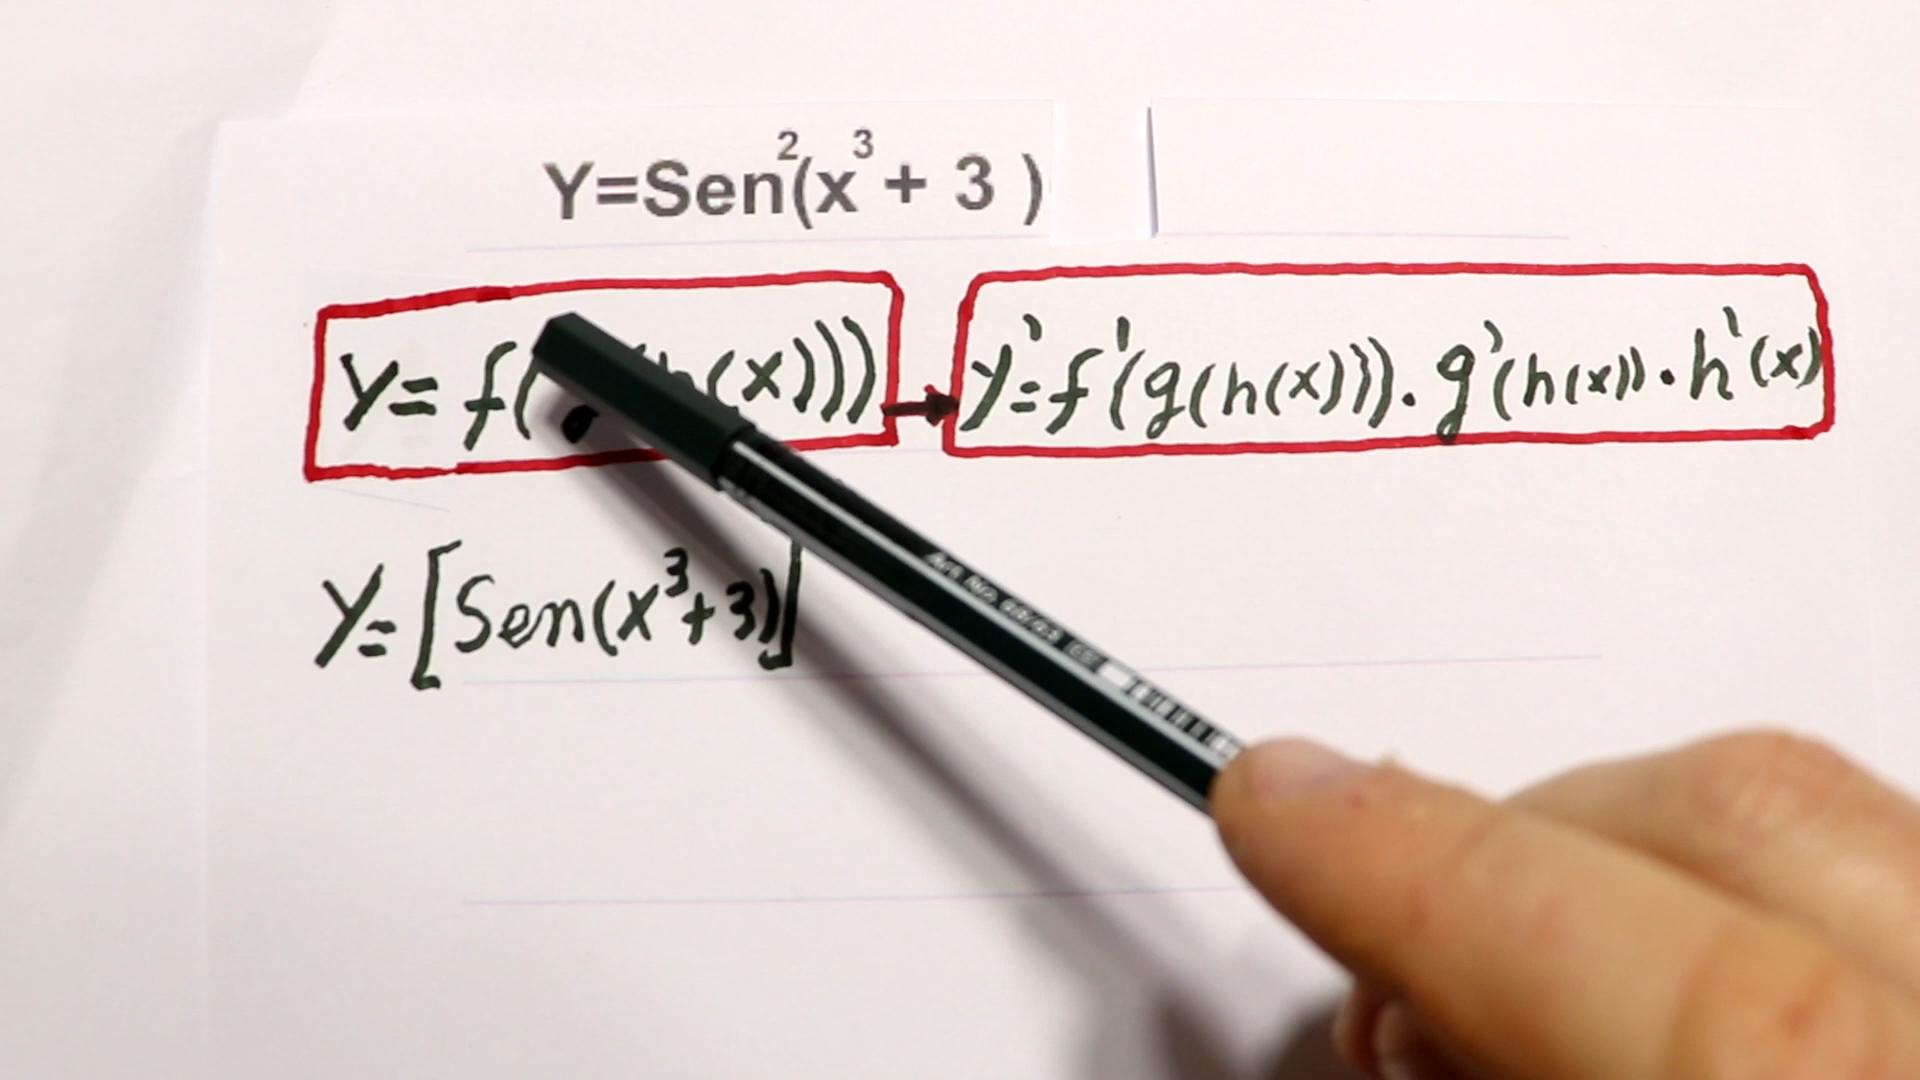 Y=Sen²(x³ + 3 )
Y= f( (h(x)))
y'=f'(g(h(x))).g'(h(x)).h'(x)
Y=[Sen(x³+3)]